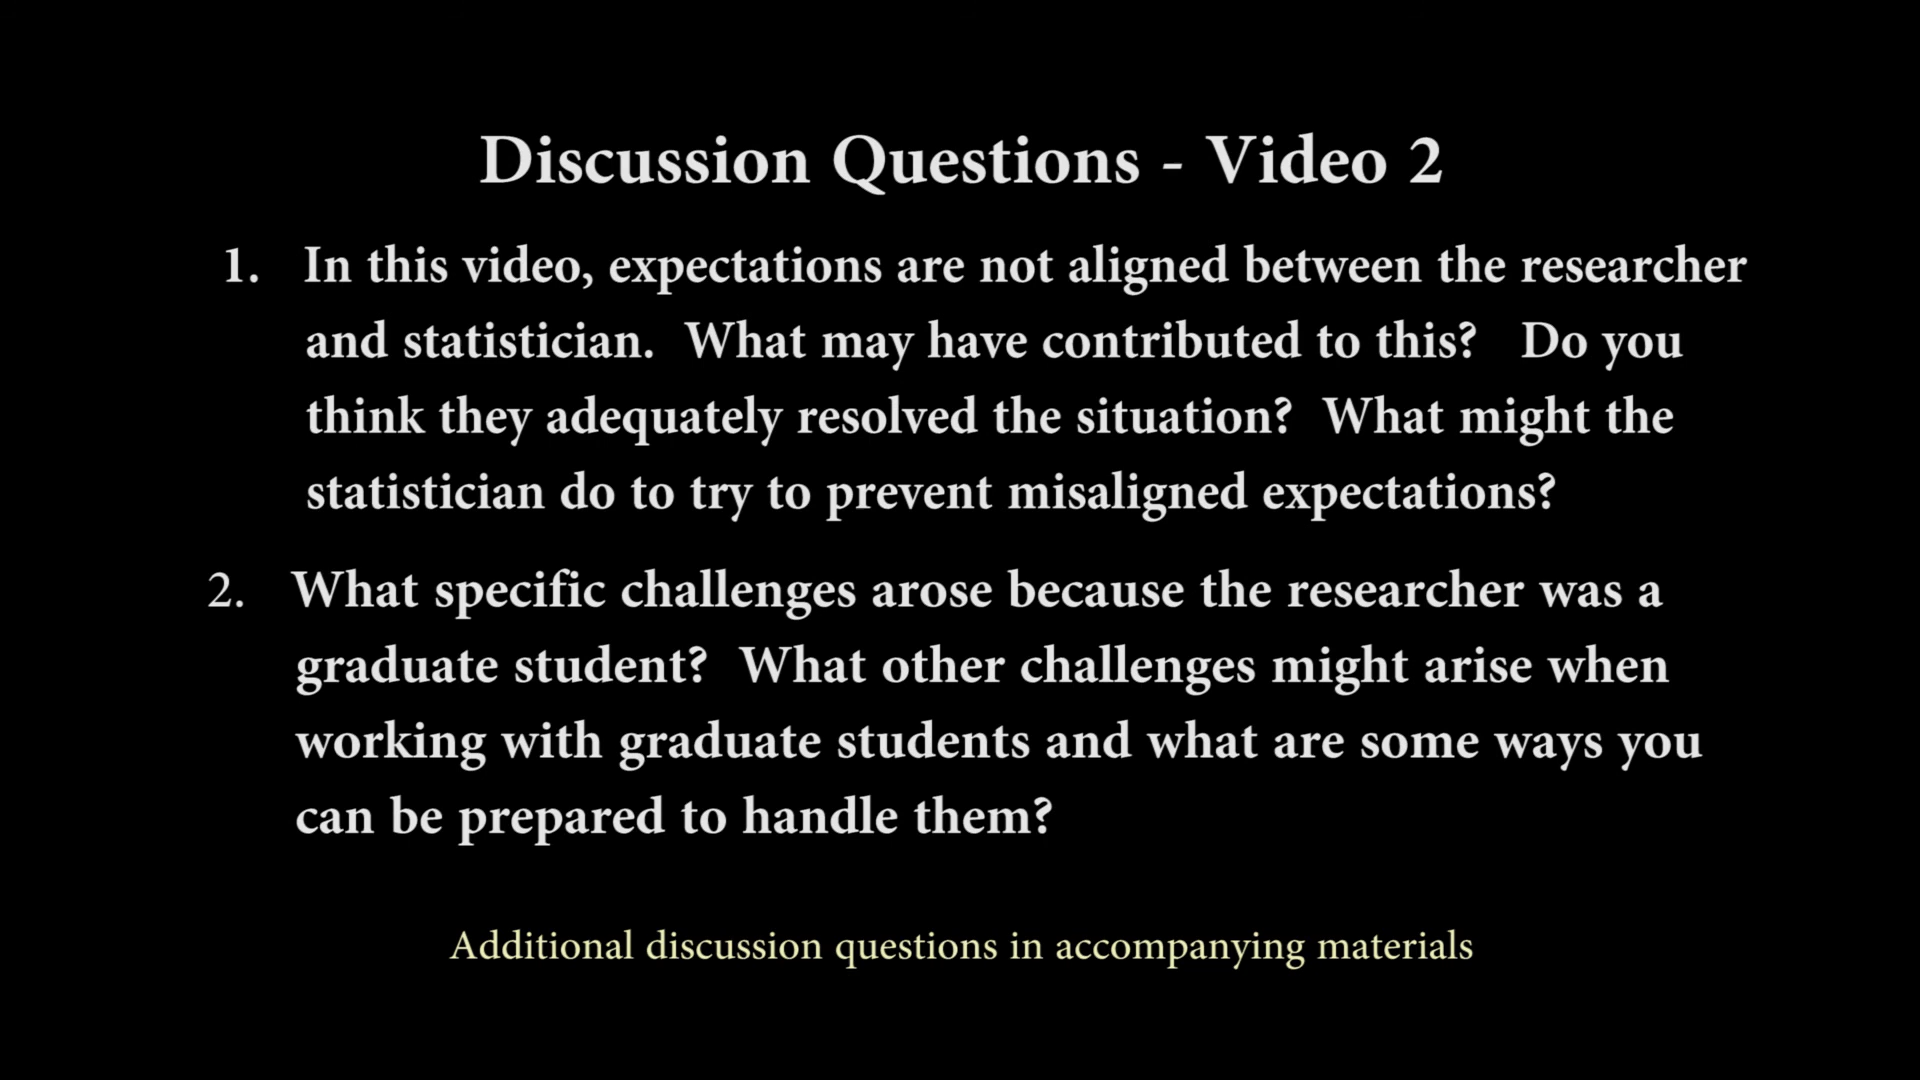 Discussion Questions - Video 2
1. In this video, expectations are not aligned between the researcher
and statistician. What may have contributed to this? Do you
think they adequately resolved the situation? What might the
statistician do to try to prevent misaligned expectations?
2. What specific challenges arose because the researcher was a
graduate student? What other challenges might arise when
working with graduate students and what are some ways you
can be prepared to handle them?
Additional discussion questions in accompanying materials